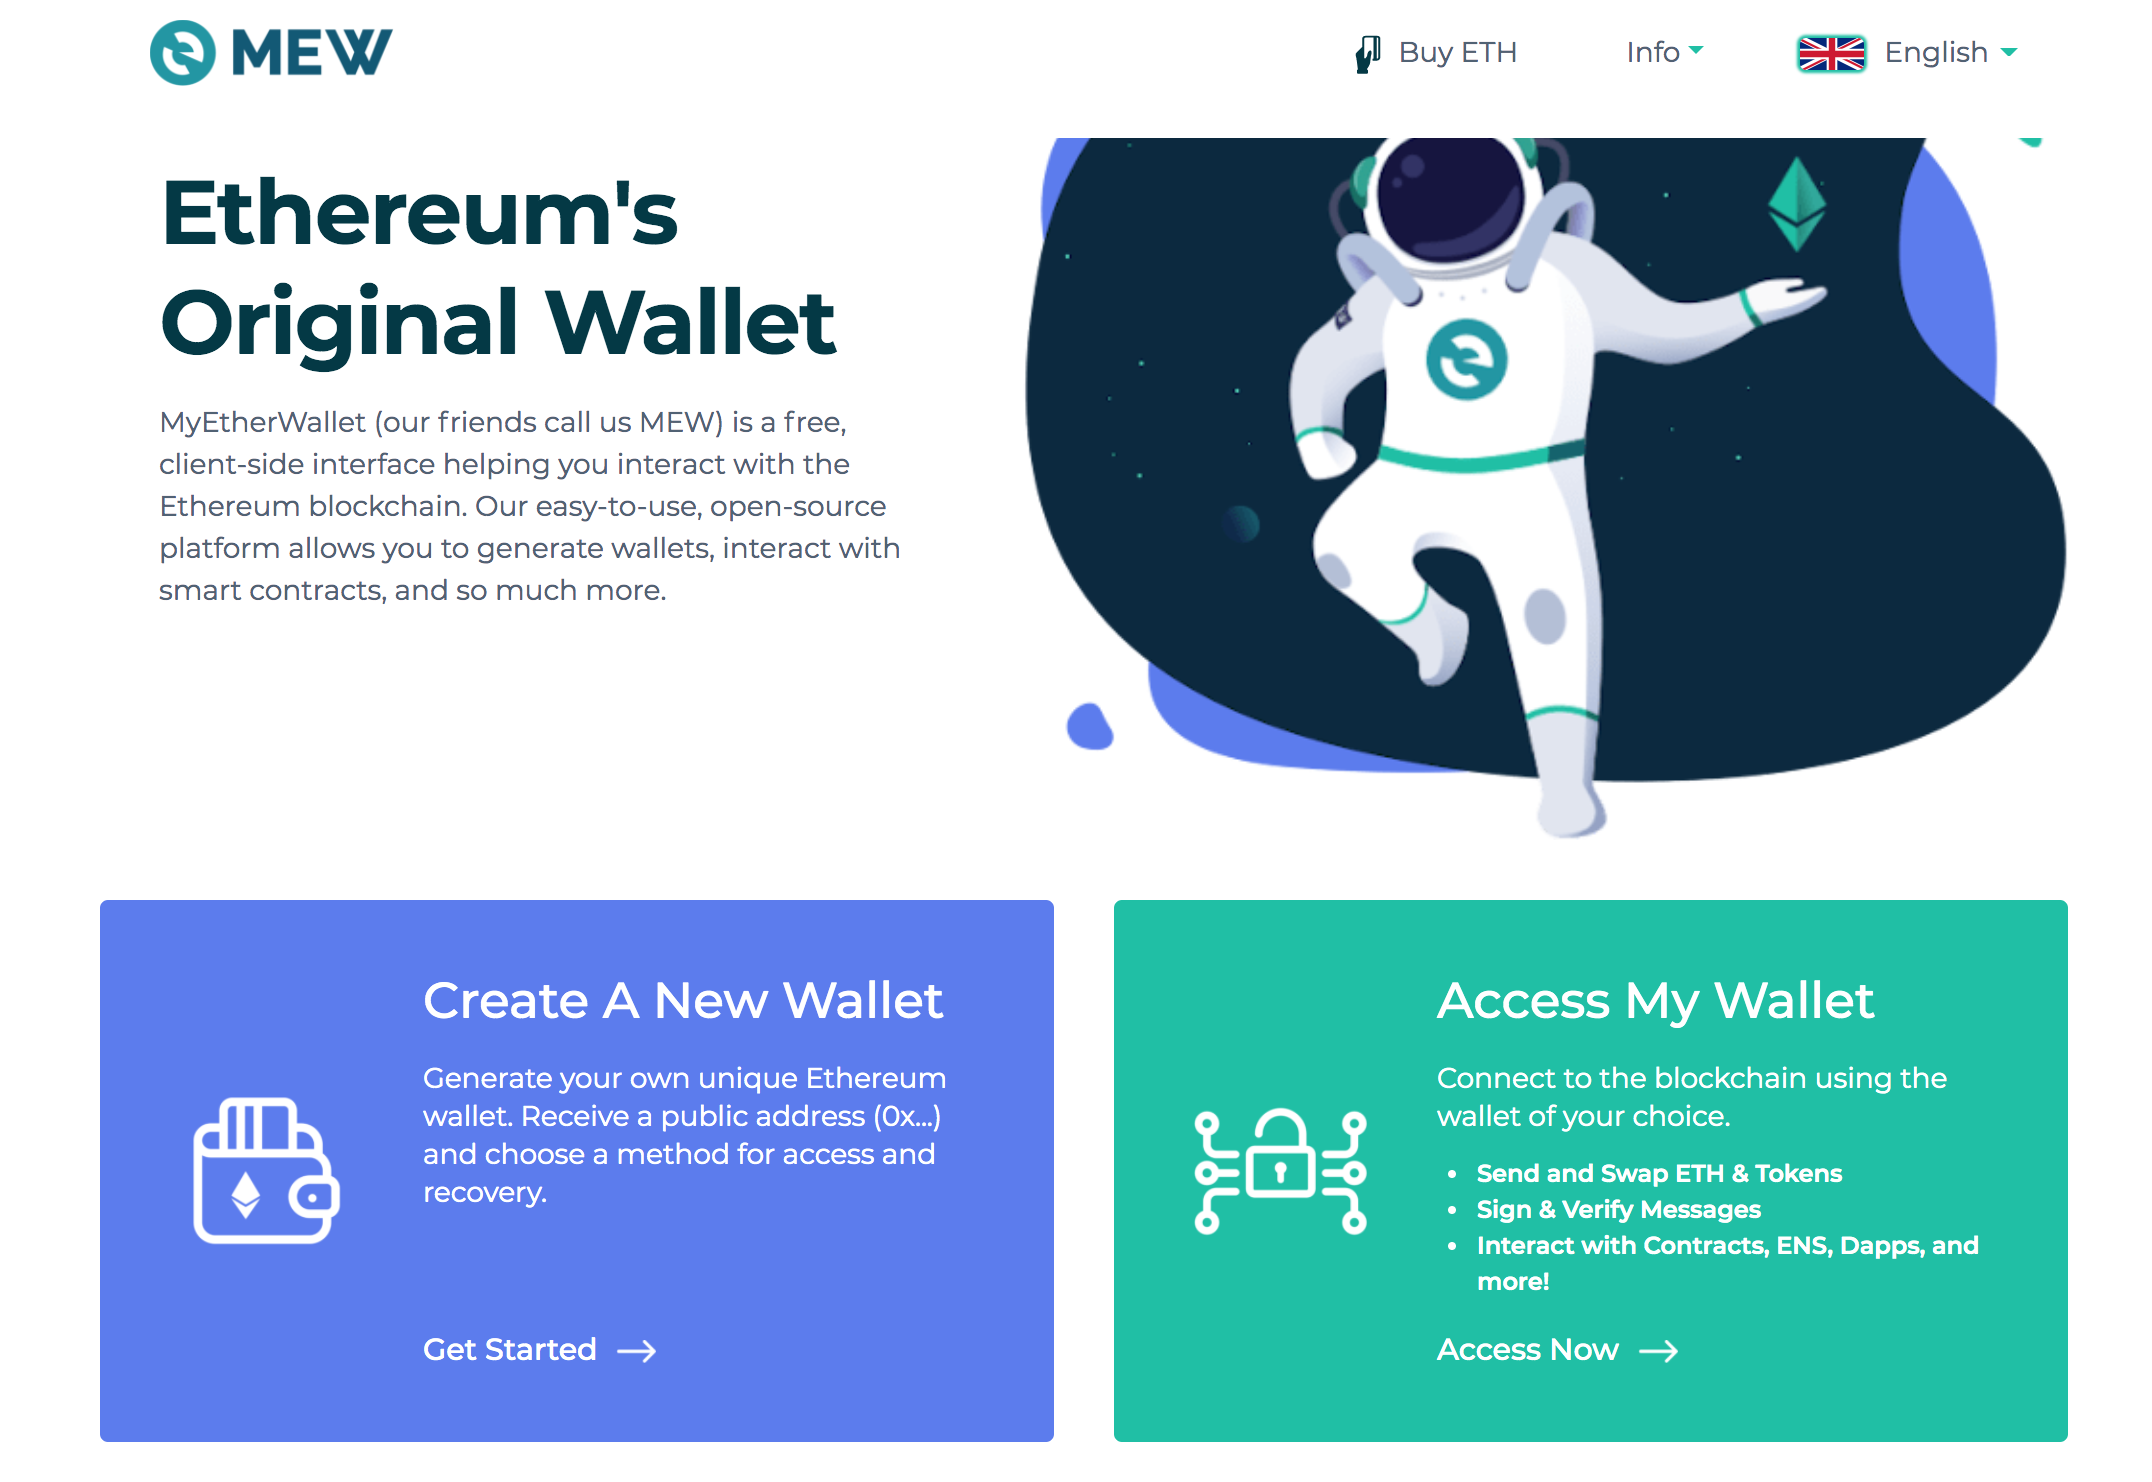 MEW
Buy ETH
Info
English
Ethereum's
Original Wallet
MyEtherWallet (our friends call us MEW) is a free,
client-side interface helping you interact with the
Ethereum blockchain. Our easy-to-use, open-source
platform allows you to generate wallets, interact with
smart contracts, and so much more.
Create A New Wallet
Generate your own unique Ethereum
wallet. Receive a public address (0x...)
and choose a method for access and
recovery.
Get Started
Access My Wallet
Connect to the blockchain using the
wallet of your choice.
• Send and Swap ETH & Tokens
• Sign & Verify Messages
• Interact with Contracts, ENS, Dapps, and
more!
Access Now